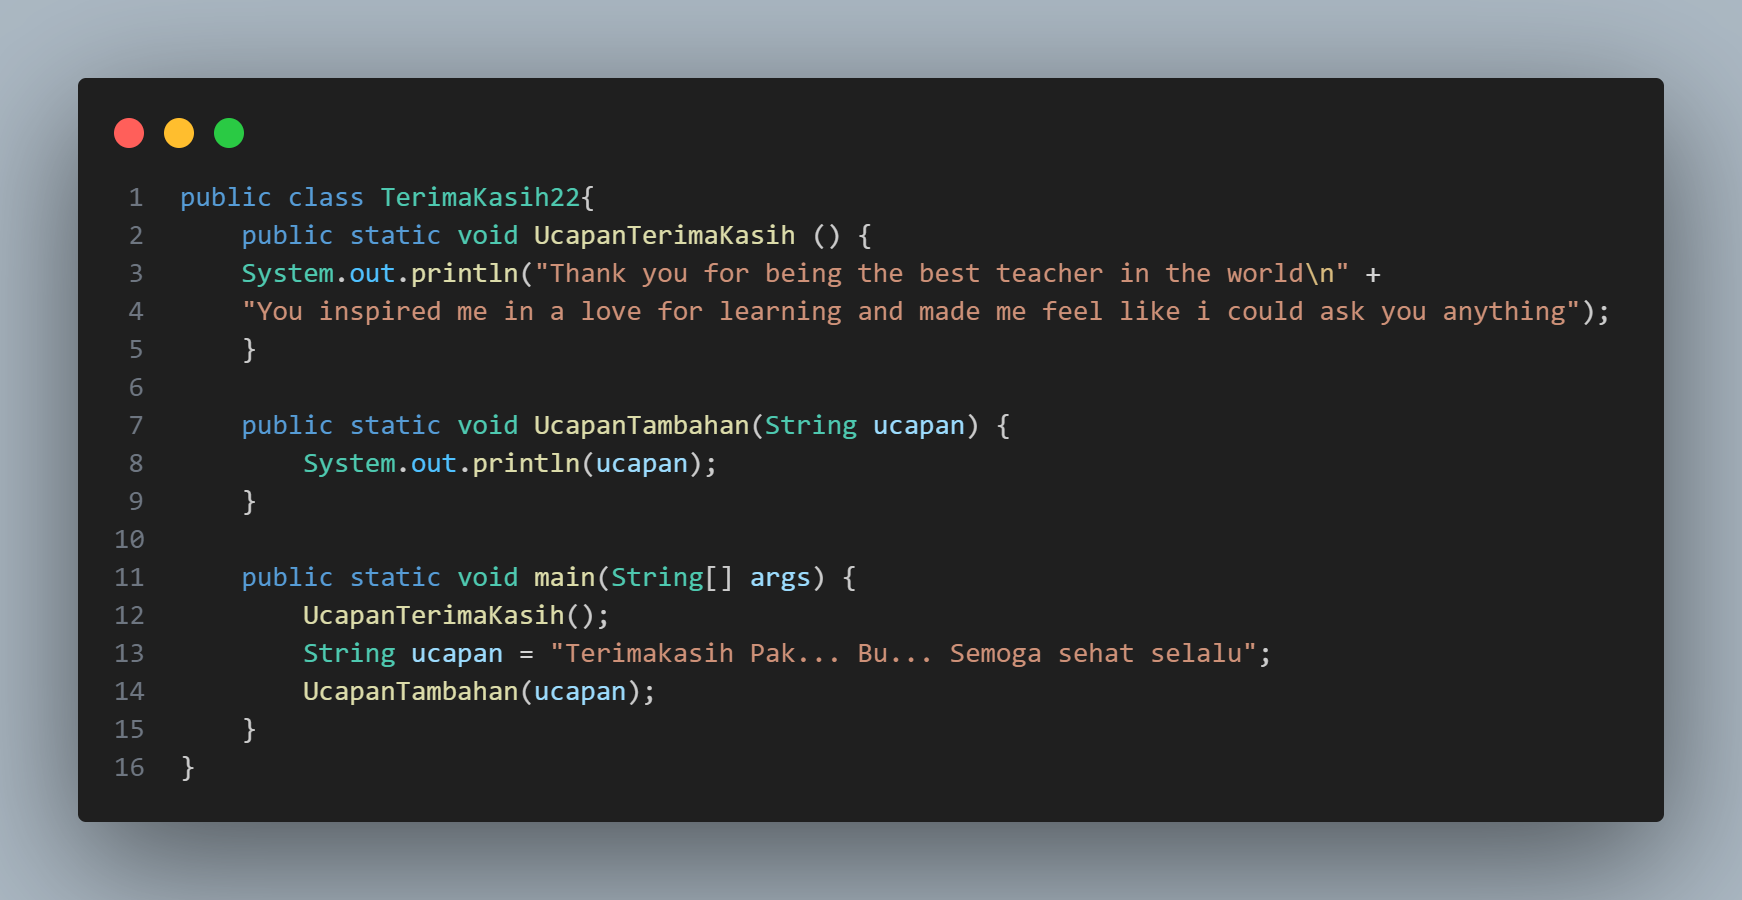 1 public class TerimaKasih22{
2     public static void UcapanTerimaKasih () {
3     System.out.println("Thank you for being the best teacher in the world\n" +
4     "You inspired me in a love for learning and made me feel like i could ask you anything");
5     }
6
7     public static void UcapanTambahan(String ucapan) {
8         System.out.println(ucapan);
9     }
10
11     public static void main(String[] args) {
12         UcapanTerimaKasih();
13         String ucapan = "Terimakasih Pak... Bu... Semoga sehat selalu";
14         UcapanTambahan(ucapan);
15     }
16 }